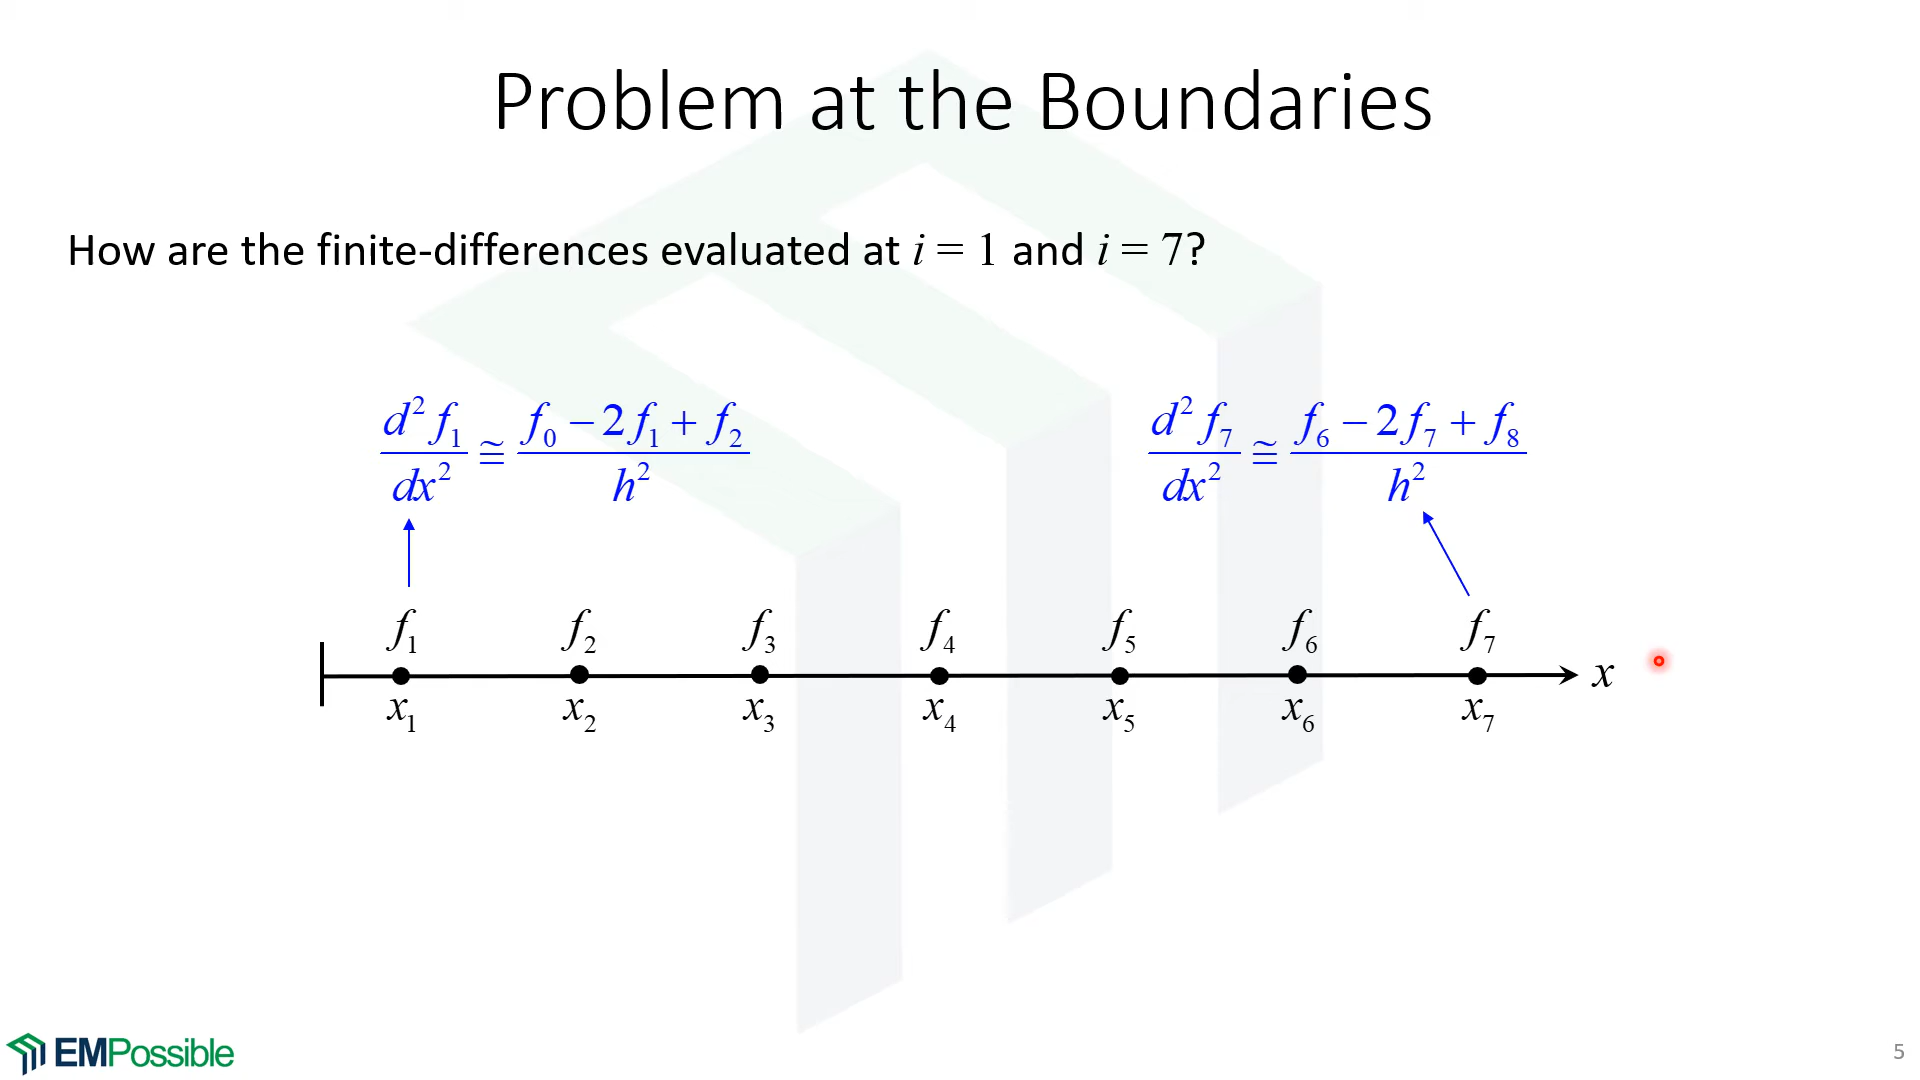 Problem at the Boundaries
How are the finite-differences evaluated at i = 1 and i = 7?
d²f₁/dx² ≅ (f₀ − 2f₁ + f₂)/h²
d²f₇/dx² ≅ (f₆ − 2f₇ + f₈)/h²
f₁ f₂ f₃ f₄ f₅ f₆ f₇
x
x₁ x₂ x₃ x₄ x₅ x₆ x₇
EMPossible
5